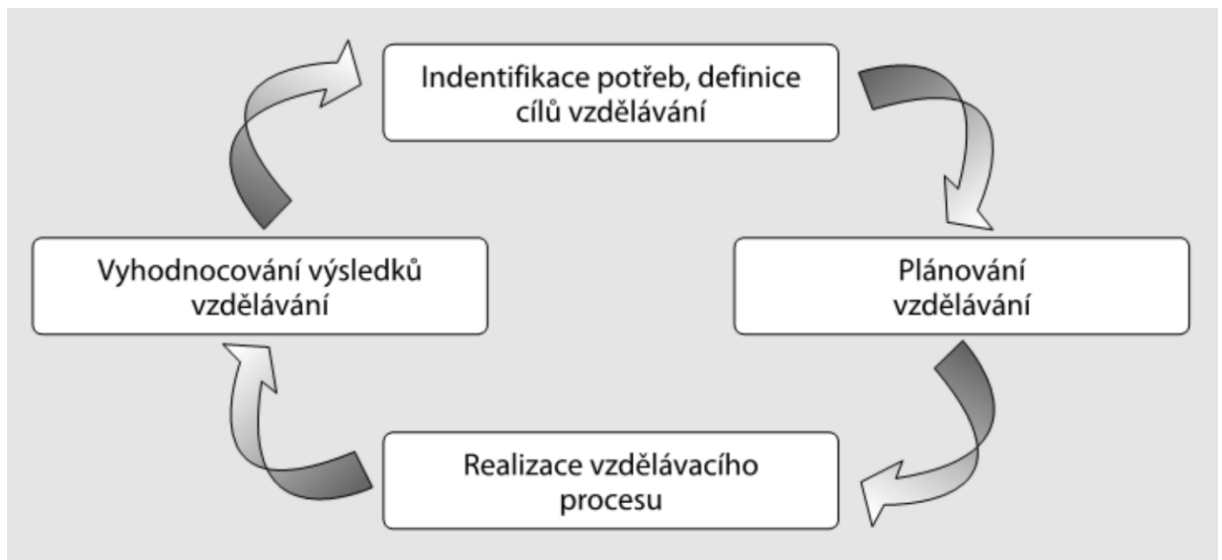 Indentifikace potřeb, definice
cílů vzdělávání
Vyhodnocování výsledků
vzdělávání
Plánování
vzdělávání
Realizace vzdělávacího
procesu